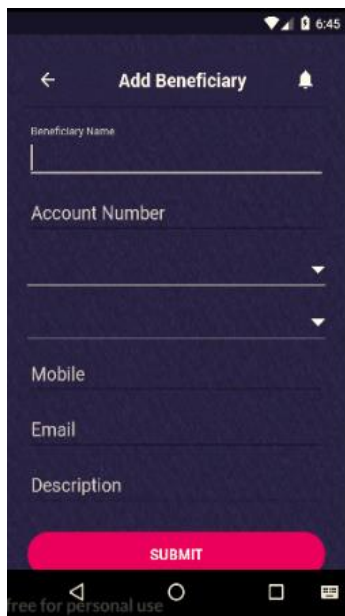 6:45
Add Beneficiary
Beneficiary Name
Account Number
Mobile
Email
Description
SUBMIT
free for personal use